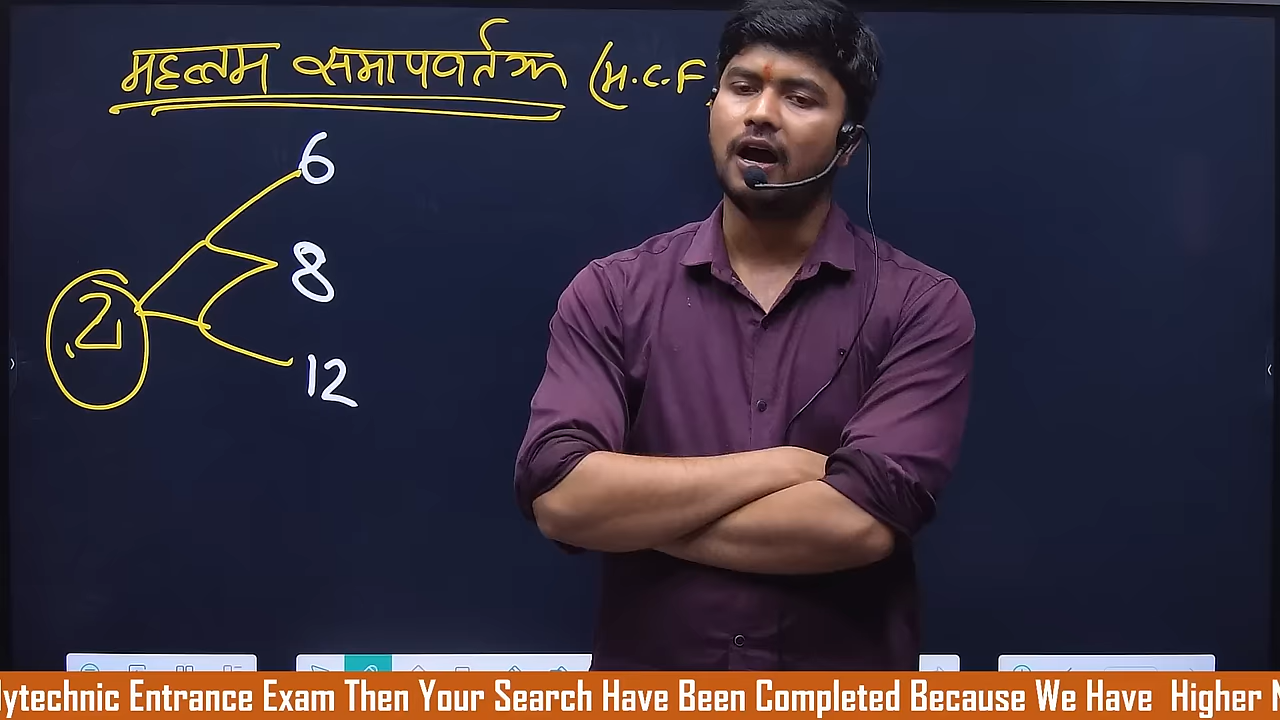 महत्तम समापवर्तक (H.C.F
6
8
2
12
lytechnic Entrance Exam Then Your Search Have Been Completed Because We Have Higher